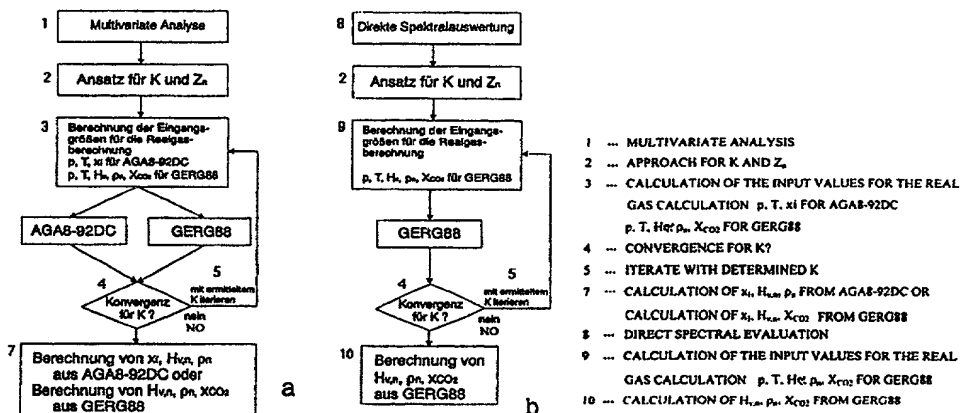 1 Multivariate Analyse
2 Ansatz für K und Zn
3 Berechnung der Eingangs-
größen für die Realgas-
berechnung
p, T, xi für AGA8-92DC
p, T, Hv,n, ρn, XCO2 für GERG88
AGA8-92DC
GERG88
4 Konvergenz
für K ?
5
mit ermitteltem
K iterieren
nein
NO
7 Berechnung von xi, Hv,n, ρn
aus AGA8-92DC oder
Berechnung von Hv,n, ρn, XCO2
aus GERG88
a
8 Direkte Spektralauswertung
2 Ansatz für K und Zn
9 Berechnung der Eingangs-
größen für die Realgas-
berechnung
p, T, Hv,n, ρn, XCO2 für GERG88
GERG88
4 Konvergenz
für K ?
5
mit ermitteltem
K iterieren
nein
NO
10 Berechnung von
Hv,n, ρn, XCO2
aus GERG88
b
1 ... MULTIVARIATE ANALYSIS
2 ... APPROACH FOR K AND Zn
3 ... CALCULATION OF THE INPUT VALUES FOR THE REAL
GAS CALCULATION p. T. xi FOR AGA8-92DC
p. T. ρn, XCO2 FOR GERG88
4 ... CONVERGENCE FOR K?
5 ... ITERATE WITH DETERMINED K
7 ... CALCULATION OF xi, Hv,n, ρn FROM AGA8-92DC OR
CALCULATION OF xi, Hv,n, XCO2 FROM GERG88
8 ... DIRECT SPECTRAL EVALUATION
9 ... CALCULATION OF THE INPUT VALUES FOR THE REAL
GAS CALCULATION p. T. ρn, XCO2 FOR GERG88
10 ... CALCULATION OF Hv,n, ρn, XCO2 FROM GERG88